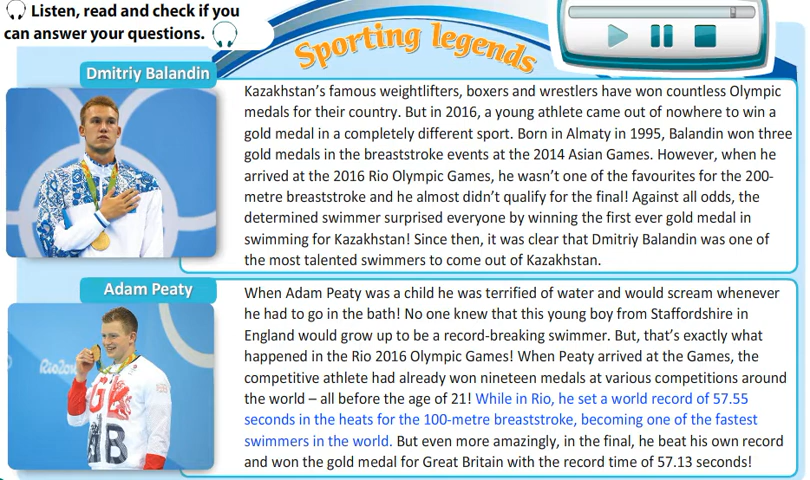 Listen, read and check if you
can answer your questions.
Sporting legends
Dmitriy Balandin
Kazakhstan's famous weightlifters, boxers and wrestlers have won countless Olympic
medals for their country. But in 2016, a young athlete came out of nowhere to win a
gold medal in a completely different sport. Born in Almaty in 1995, Balandin won three
gold medals in the breaststroke events at the 2014 Asian Games. However, when he
arrived at the 2016 Rio Olympic Games, he wasn't one of the favourites for the 200-
metre breaststroke and he almost didn't qualify for the final! Against all odds, the
determined swimmer surprised everyone by winning the first ever gold medal in
swimming for Kazakhstan! Since then, it was clear that Dmitriy Balandin was one of
the most talented swimmers to come out of Kazakhstan.
Adam Peaty
When Adam Peaty was a child he was terrified of water and would scream whenever
he had to go in the bath! No one knew that this young boy from Staffordshire in
England would grow up to be a record-breaking swimmer. But, that's exactly what
happened in the Rio 2016 Olympic Games! When Peaty arrived at the Games, the
competitive athlete had already won nineteen medals at various competitions around
the world – all before the age of 21! While in Rio, he set a world record of 57.55
seconds in the heats for the 100-metre breaststroke, becoming one of the fastest
swimmers in the world. But even more amazingly, in the final, he beat his own record
and won the gold medal for Great Britain with the record time of 57.13 seconds!